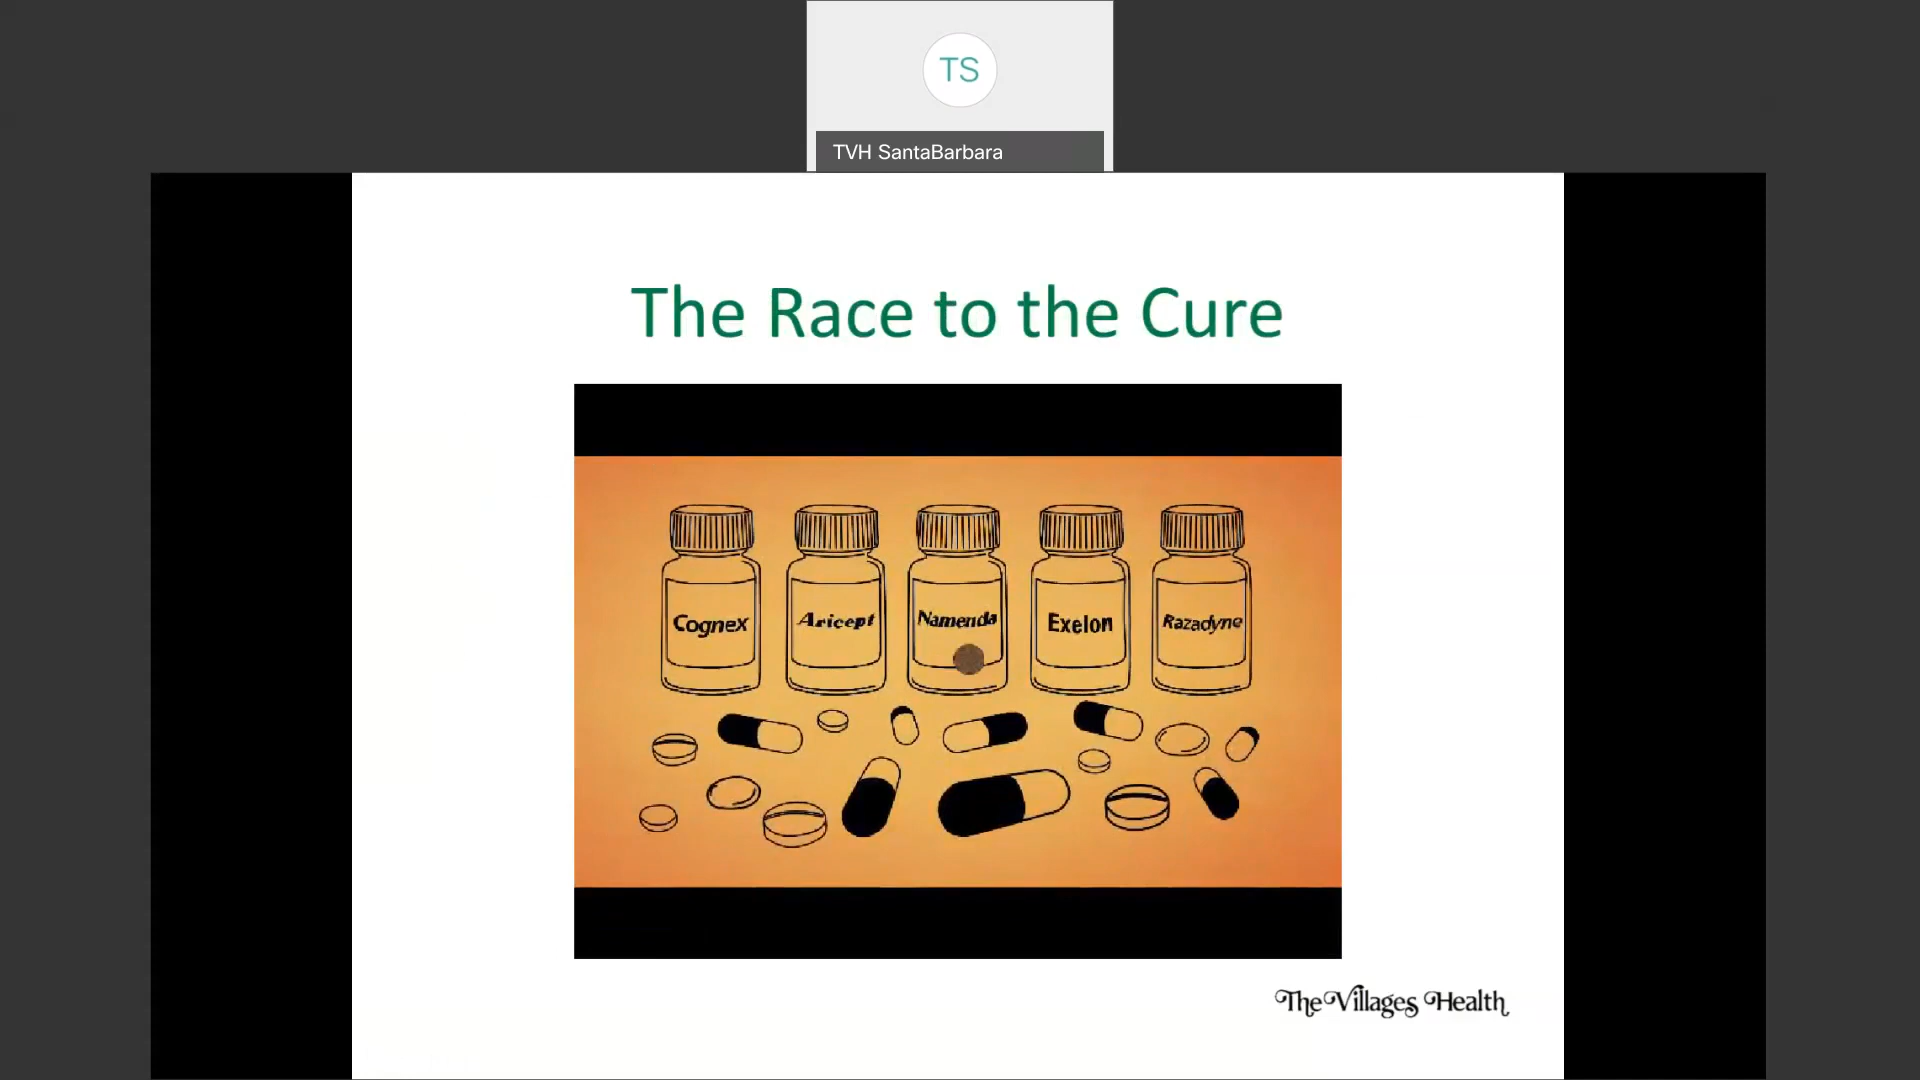 TS
TVH SantaBarbara
The Race to the Cure
Cognex
Aricept
Namenda
Exelon
Razadyne
The Villages Health